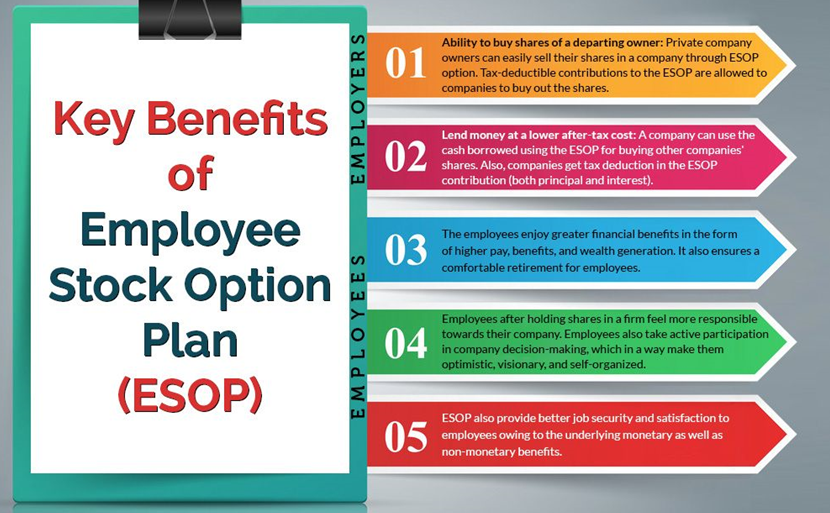 Key Benefits
of
Employee
Stock Option
Plan
(ESOP)
EMPLOYERS
01
Ability to buy shares of a departing owner: Private company
owners can easily sell their shares in a company through ESOP
option. Tax-deductible contributions to the ESOP are allowed to
companies to buy out the shares.
02
Lend money at a lower after-tax cost: A company can use the
cash borrowed using the ESOP for buying other companies'
shares. Also, companies get tax deduction in the ESOP
contribution (both principal and interest).
EMPLOYEES
03
The employees enjoy greater financial benefits in the form
of higher pay, benefits, and wealth generation. It also ensures a
comfortable retirement for employees.
04
Employees after holding shares in a firm feel more responsible
towards their company. Employees also take active participation
in company decision-making, which in a way make them
optimistic, visionary, and self-organized.
05
ESOP also provide better job security and satisfaction to
employees owing to the underlying monetary as well as
non-monetary benefits.